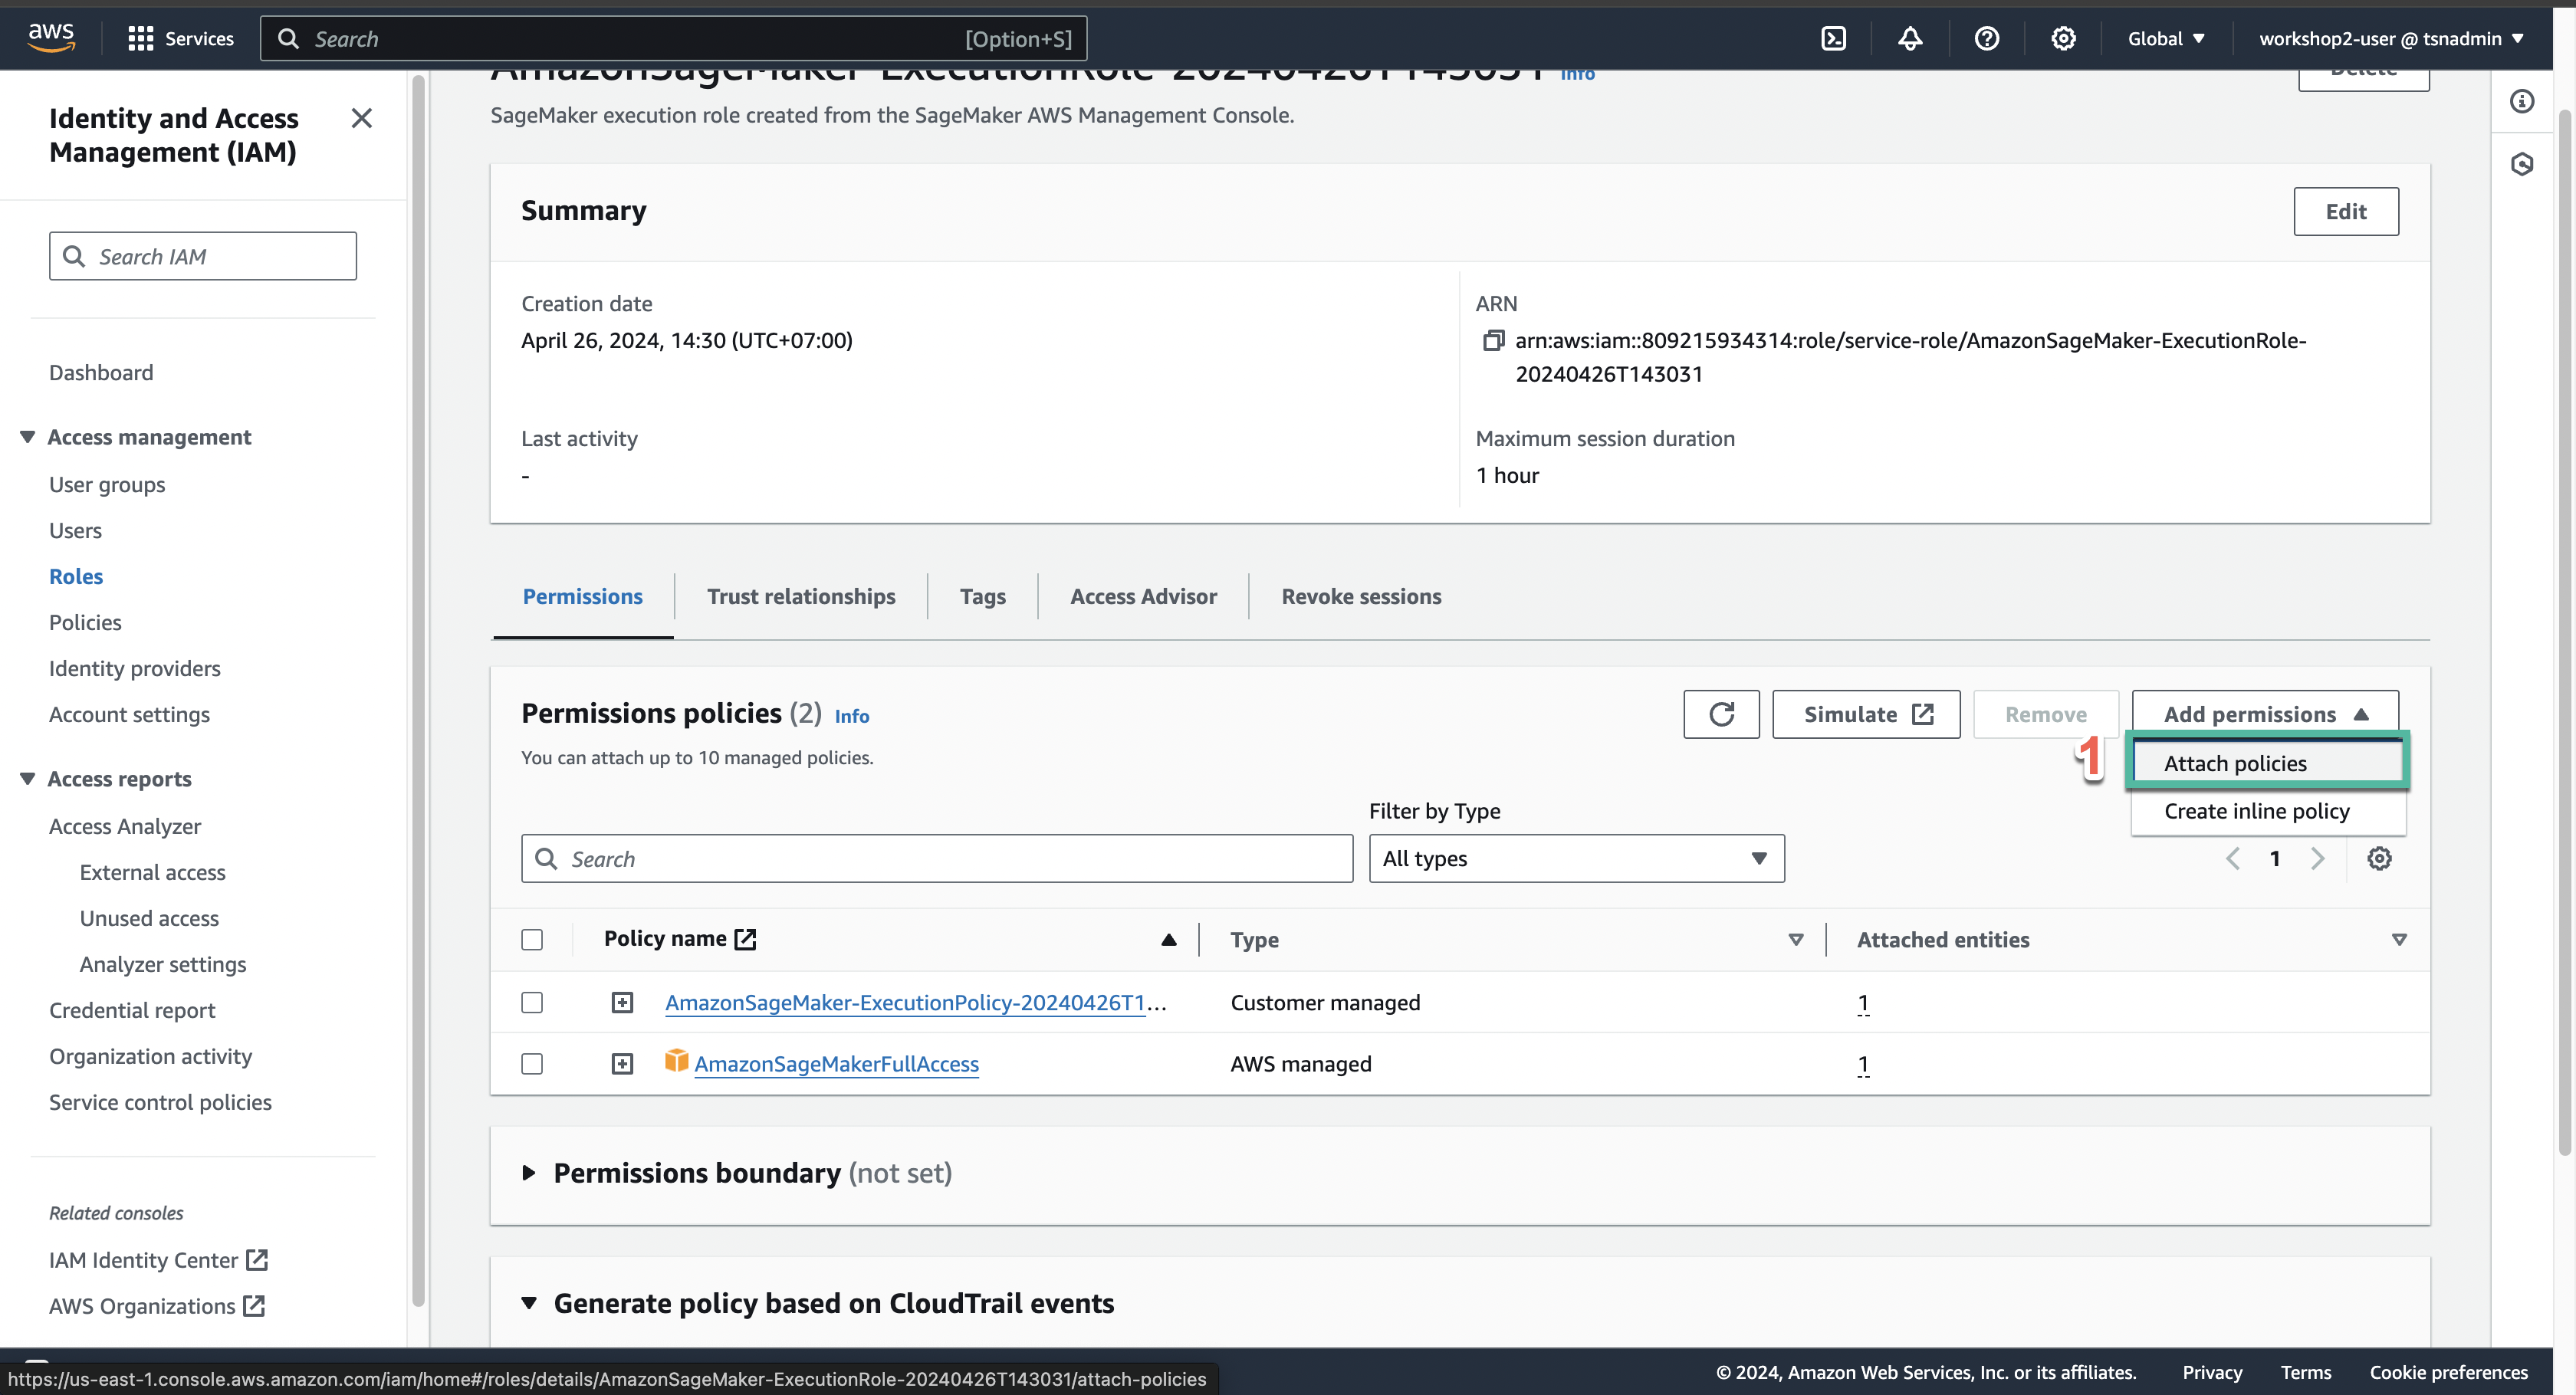 aws
Services
Search
[Option+S]
Global
workshop2-user @ tsnadmin
Identity and Access
Management (IAM)
Search IAM
Dashboard
Access management
User groups
Users
Roles
Policies
Identity providers
Account settings
Access reports
Access Analyzer
External access
Unused access
Analyzer settings
Credential report
Organization activity
Service control policies
Related consoles
IAM Identity Center
AWS Organizations
AmazonSageMaker-ExecutionRole-20240426T143031 Info
Delete
SageMaker execution role created from the SageMaker AWS Management Console.
Summary
Edit
Creation date
April 26, 2024, 14:30 (UTC+07:00)
ARN
arn:aws:iam::809215934314:role/service-role/AmazonSageMaker-ExecutionRole-
20240426T143031
Last activity
-
Maximum session duration
1 hour
Permissions
Trust relationships
Tags
Access Advisor
Revoke sessions
Permissions policies (2) Info
Simulate
Remove
Add permissions
You can attach up to 10 managed policies.
1
Attach policies
Create inline policy
Filter by Type
Search
All types
1
Policy name
Type
Attached entities
AmazonSageMaker-ExecutionPolicy-20240426T1...
Customer managed
1
AmazonSageMakerFullAccess
AWS managed
1
Permissions boundary (not set)
Generate policy based on CloudTrail events
https://us-east-1.console.aws.amazon.com/iam/home#/roles/details/AmazonSageMaker-ExecutionRole-20240426T143031/attach-policies
© 2024, Amazon Web Services, Inc. or its affiliates.
Privacy
Terms
Cookie preferences